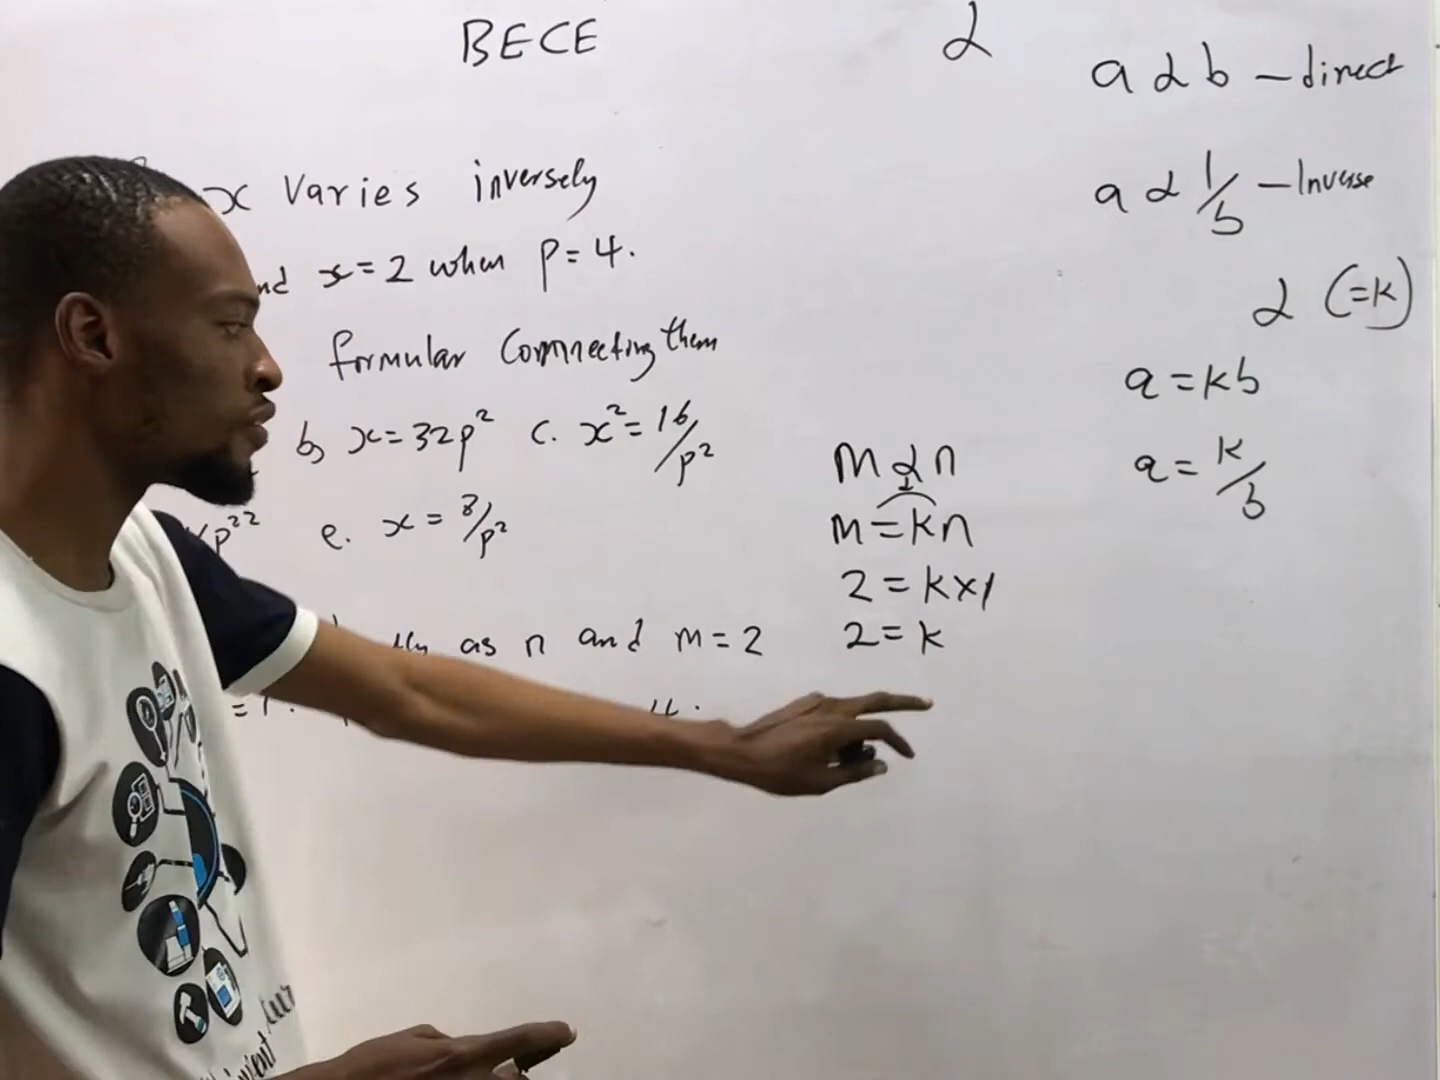 BECE
x varies inversely
x=2 when p=4.
formular Connecting them
b, x=32p² c. x²=16/p²
e. x=8/p²
as n and m=2
∝
a∝b - direct
a∝1/b - Inverse
∝ (=k)
a=kb
a=k/b
m∝n
m=kn
2=k×1
2=k